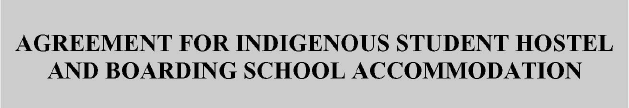 AGREEMENT FOR INDIGENOUS STUDENT HOSTEL
AND BOARDING SCHOOL ACCOMMODATION